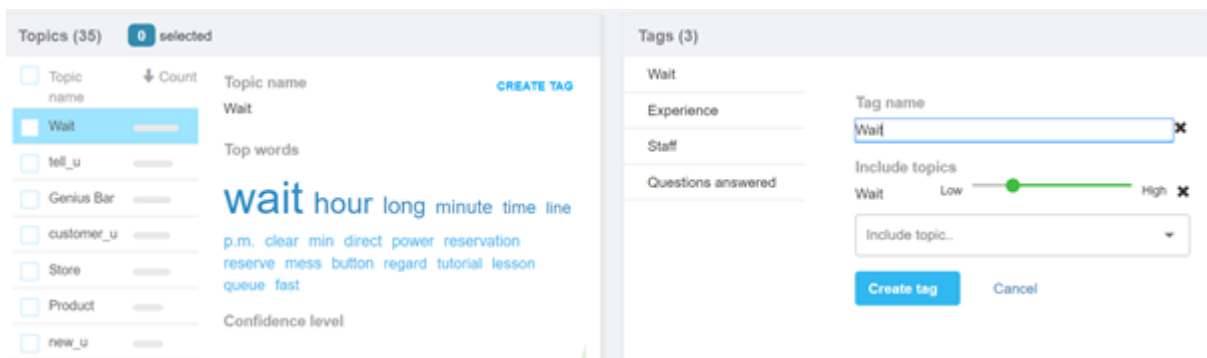 Topics (35) 0 selected
Topic name Count
Wait
tell_u
Genius Bar
customer_u
Store
Product
new_u
Topic name CREATE TAG
Wait
Top words
wait hour long minute time line
p.m. clear min direct power reservation
reserve mess button regard tutorial lesson
queue fast
Confidence level
Tags (3)
Wait
Experience
Staff
Questions answered
Tag name
Wait
Include topics
Wait Low High
Include topic..
Create tag Cancel